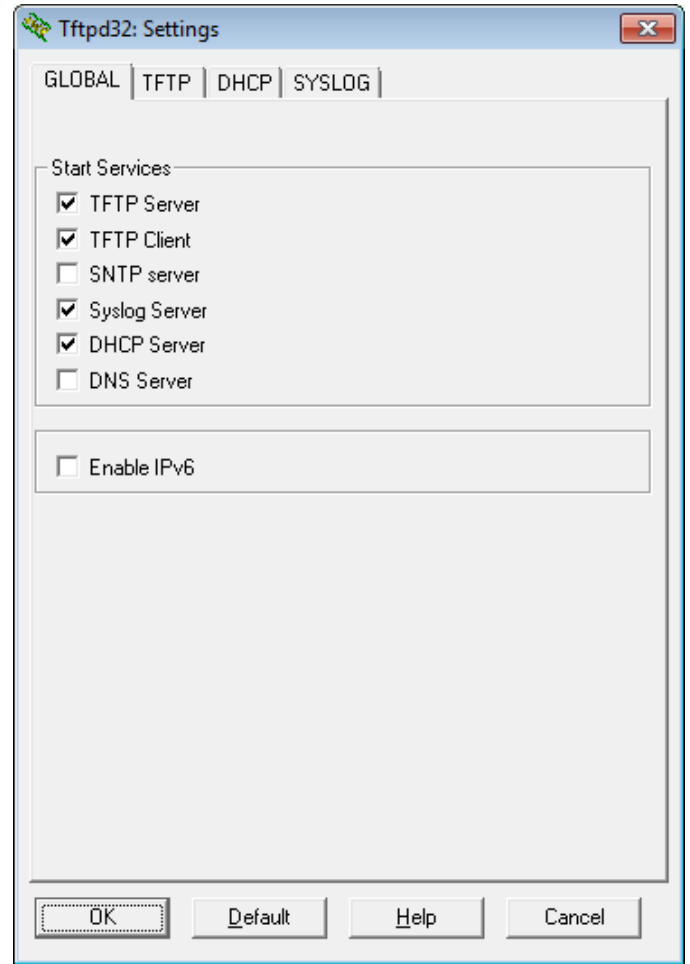 Tftpd32: Settings
GLOBAL TFTP DHCP SYSLOG
Start Services
TFTP Server
TFTP Client
SNTP server
Syslog Server
DHCP Server
DNS Server
Enable IPv6
OK Default Help Cancel